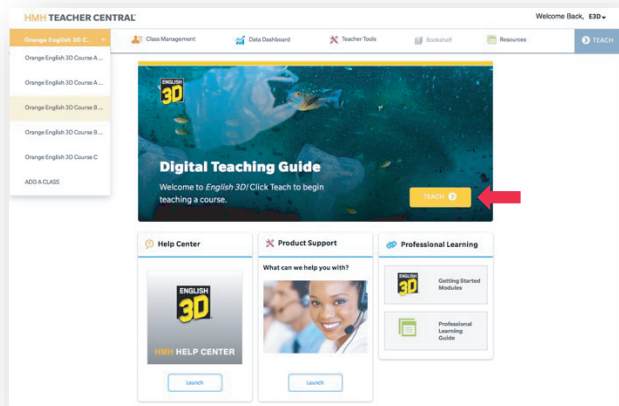 HMH TEACHER CENTRAL
Welcome Back, E3D
Orange English 3D C...
Class Management
Data Dashboard
Teacher Tools
Bookshelf
Resources
TEACH
Orange English 3D Course A ...
Orange English 3D Course A ...
Orange English 3D Course B ...
Orange English 3D Course B ...
Orange English 3D Course C
ADD A CLASS
ENGLISH
3D
Digital Teaching Guide
Welcome to English 3D! Click Teach to begin
teaching a course.
TEACH
Help Center
ENGLISH
3D
HMH HELP CENTER
Launch
Product Support
What can we help you with?
Launch
Professional Learning
ENGLISH
3D
Getting Started
Modules
Professional
Learning
Guide